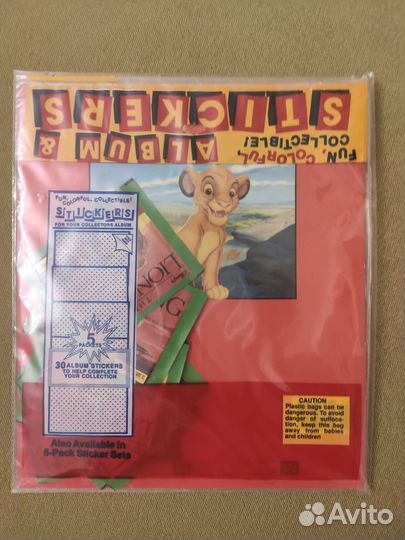 FUN, COLORFUL,
COLLECTIBLE!
ALBUM &
STICKERS
FUN, COLORFUL, COLLECTIBLE!
STICKERS!
FOR YOUR COLLECTORS ALBUM
5
PACKETS
30 ALBUM STICKERS
TO HELP COMPLETE
YOUR COLLECTION
Also Available in
5-Pack Sticker Sets
LION
CAUTION
Plastic bags can be
dangerous. To avoid
danger of suffoca-
tion, keep this bag
away from babies
and children
Avito